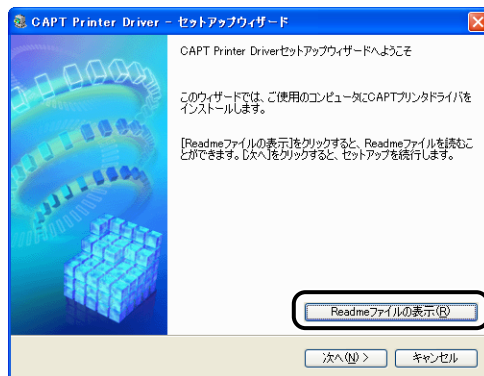 CAPT Printer Driver - セットアップウィザード
CAPT Printer Driverセットアップウィザードへようこそ
このウィザードでは、ご使用のコンピュータにCAPTプリンタドライバを
インストールします。
[Readmeファイルの表示]をクリックすると、Readmeファイルを読むこ
とができます。[次へ]をクリックすると、セットアップを続行します。
Readmeファイルの表示(R)
次へ(N) >
キャンセル